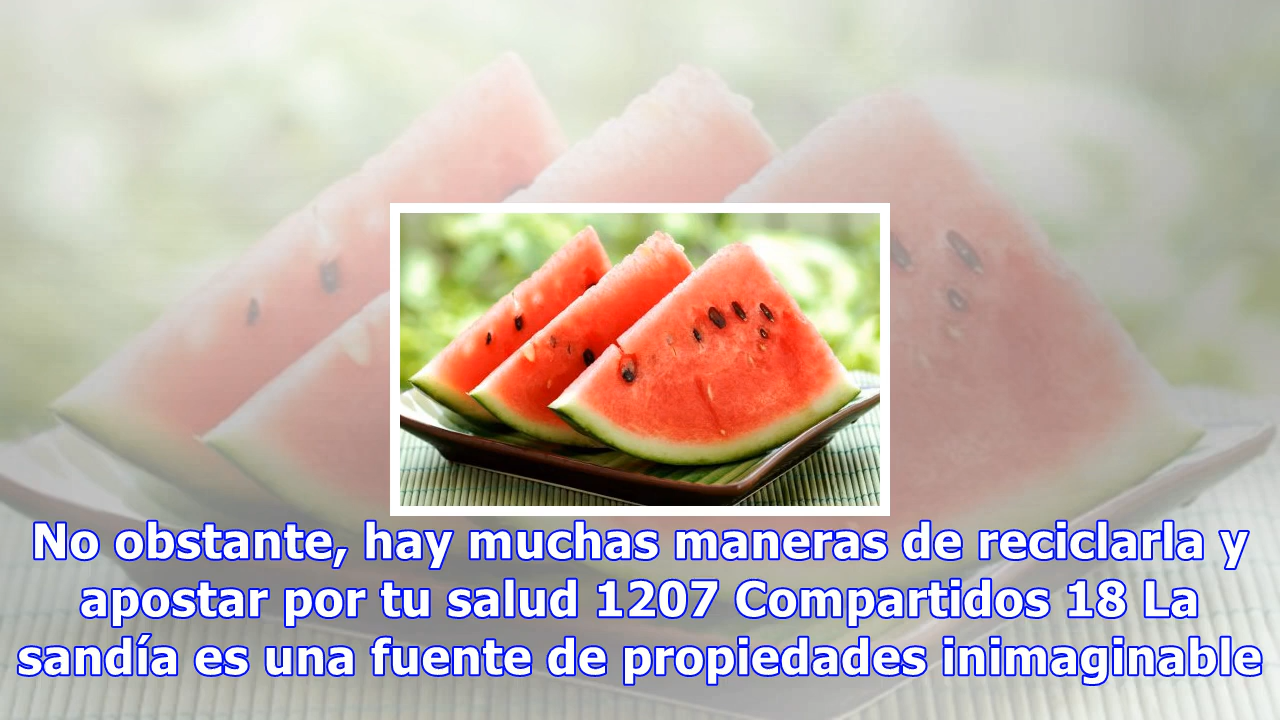 No obstante, hay muchas maneras de reciclarla y
apostar por tu salud 1207 Compartidos 18 La
sandía es una fuente de propiedades inimaginable